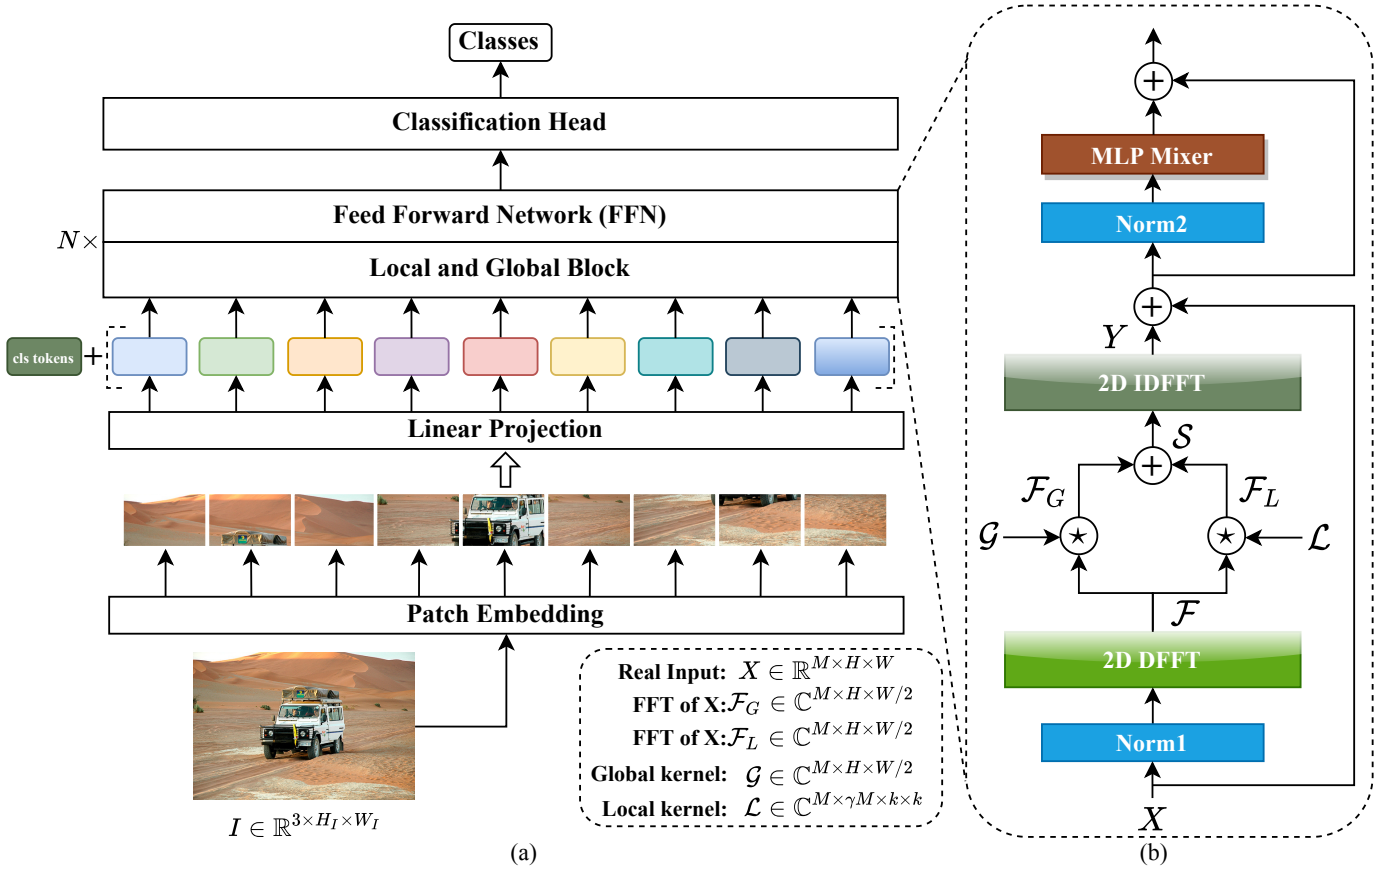 Classes
Classification Head
Feed Forward Network (FFN)
N×
Local and Global Block
cls tokens
+
Linear Projection
Patch Embedding
I ∈ ℝ^{3×H_I×W_I}
Real Input: X ∈ ℝ^{M×H×W}
FFT of X: ℱ_G ∈ ℂ^{M×H×W/2}
FFT of X: ℱ_L ∈ ℂ^{M×H×W/2}
Global kernel: 𝒢 ∈ ℂ^{M×H×W/2}
Local kernel: ℒ ∈ ℂ^{M×γM×k×k}
(a)
+
MLP Mixer
Norm2
+
Y
2D IDFFT
𝒮
+
ℱ_G ℱ_L
𝒢 ⋆ ⋆ ℒ
ℱ
2D DFFT
Norm1
X
(b)